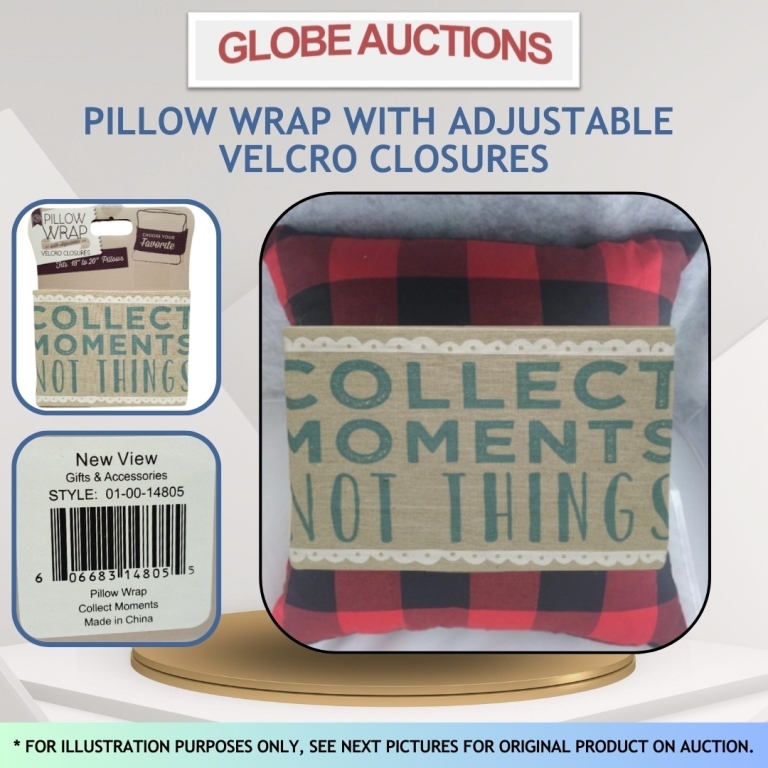 GLOBE AUCTIONS
PILLOW WRAP WITH ADJUSTABLE
VELCRO CLOSURES
PILLOW
WRAP
VELCRO CLOSURES
Fits 18" to 20" Pillows
CHOOSE YOUR
Favorite
COLLECT
MOMENTS
NOT THINGS
New View
Gifts & Accessories
STYLE: 01-00-14805
6 06683 14805 5
Pillow Wrap
Collect Moments
Made in China
COLLECT
MOMENTS
NOT THINGS
* FOR ILLUSTRATION PURPOSES ONLY, SEE NEXT PICTURES FOR ORIGINAL PRODUCT ON AUCTION.